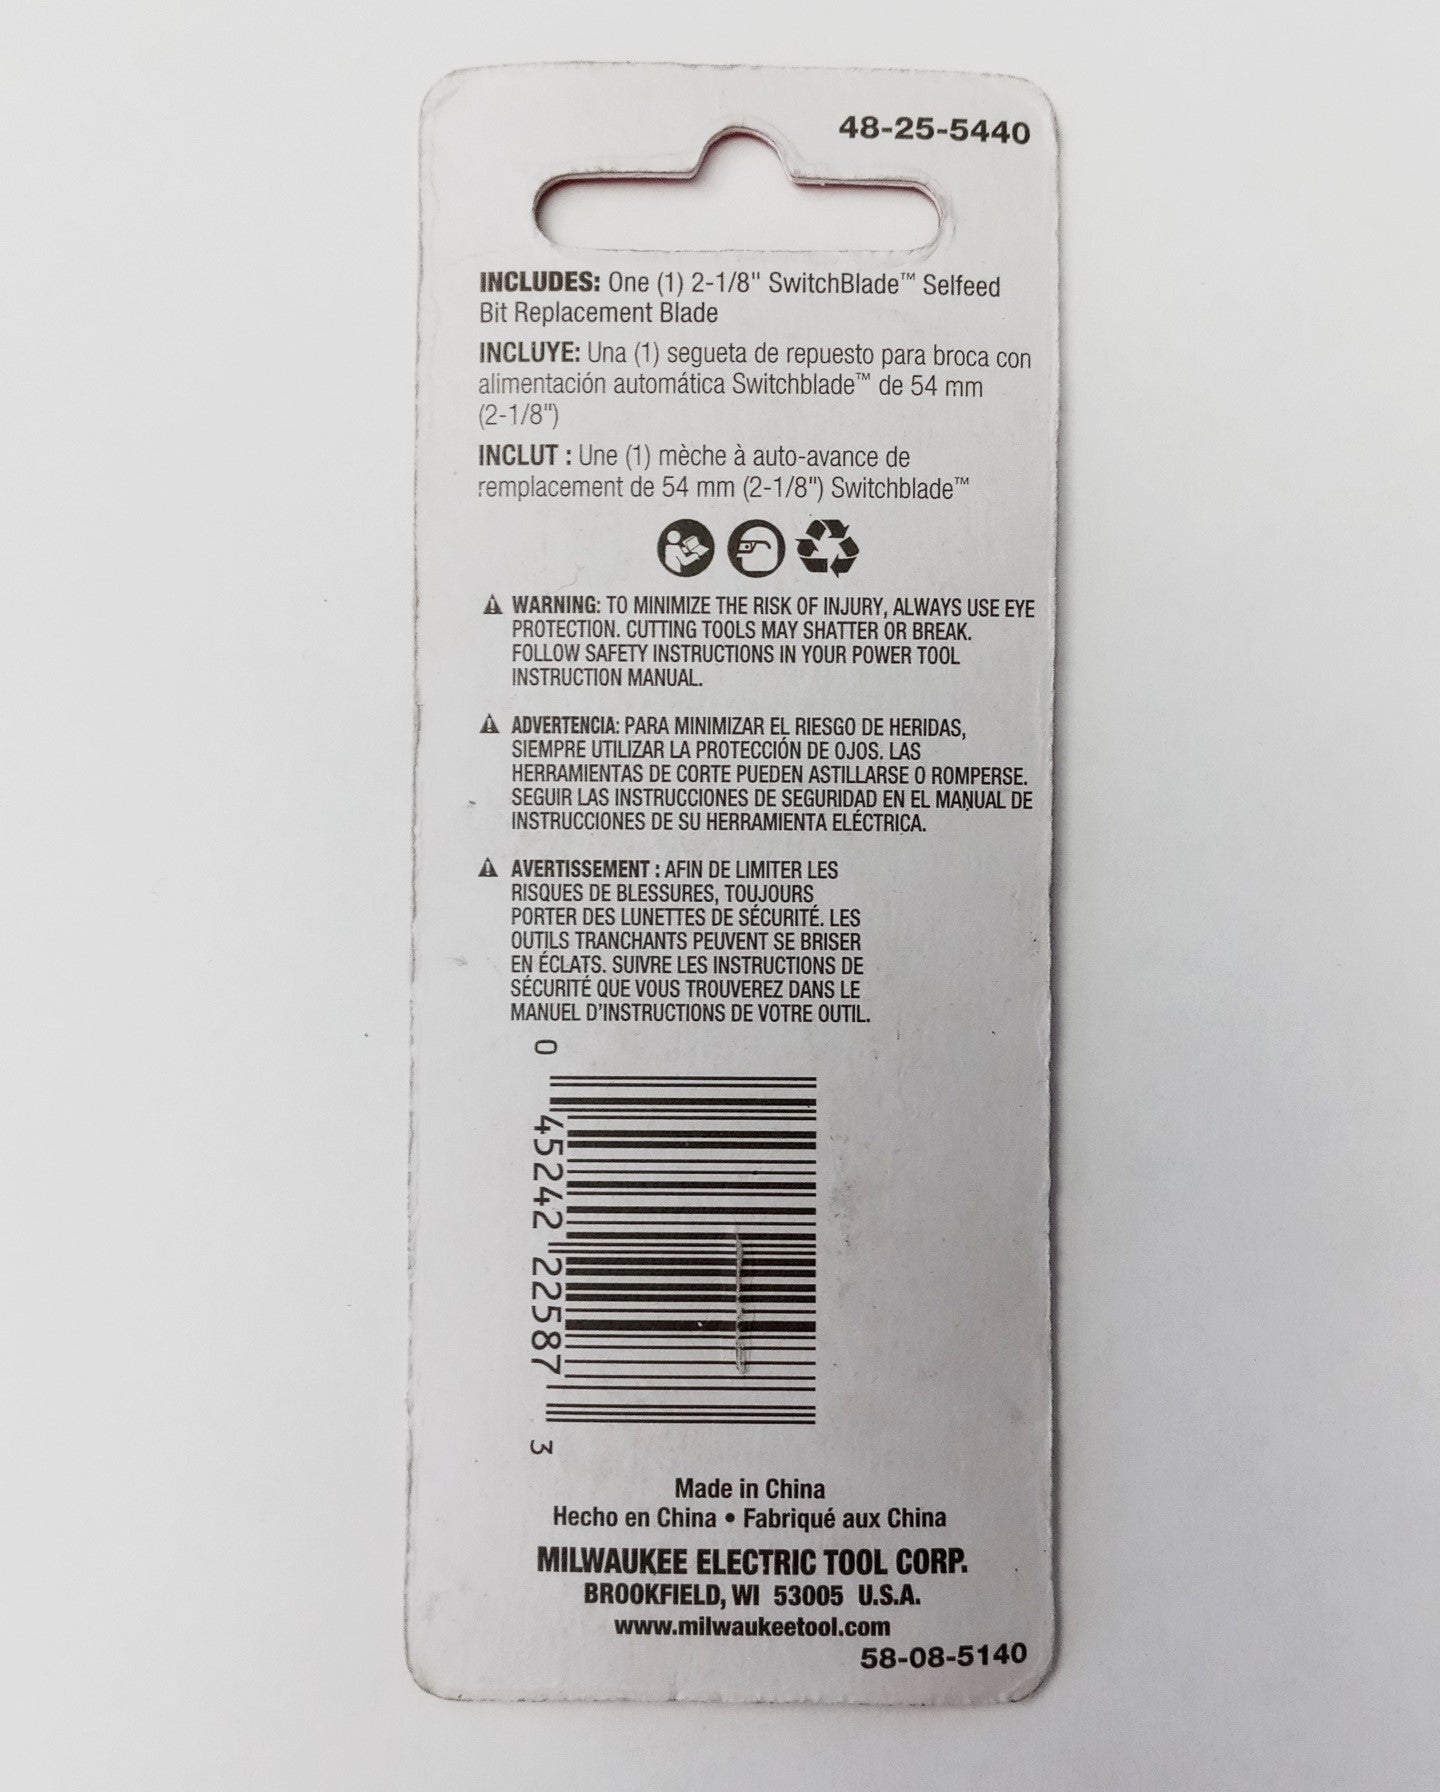 48-25-5440
INCLUDES: One (1) 2-1/8" SwitchBlade™ Selfeed
Bit Replacement Blade
INCLUYE: Una (1) segueta de repuesto para broca con
alimentación automática Switchblade™ de 54 mm
(2-1/8")
INCLUT : Une (1) mèche à auto-avance de
remplacement de 54 mm (2-1/8") Switchblade™
WARNING: TO MINIMIZE THE RISK OF INJURY, ALWAYS USE EYE
PROTECTION. CUTTING TOOLS MAY SHATTER OR BREAK.
FOLLOW SAFETY INSTRUCTIONS IN YOUR POWER TOOL
INSTRUCTION MANUAL.
ADVERTENCIA: PARA MINIMIZAR EL RIESGO DE HERIDAS,
SIEMPRE UTILIZAR LA PROTECCIÓN DE OJOS. LAS
HERRAMIENTAS DE CORTE PUEDEN ASTILLARSE O ROMPERSE.
SEGUIR LAS INSTRUCCIONES DE SEGURIDAD EN EL MANUAL DE
INSTRUCCIONES DE SU HERRAMIENTA ELÉCTRICA.
AVERTISSEMENT : AFIN DE LIMITER LES
RISQUES DE BLESSURES, TOUJOURS
PORTER DES LUNETTES DE SÉCURITÉ. LES
OUTILS TRANCHANTS PEUVENT SE BRISER
EN ÉCLATS. SUIVRE LES INSTRUCTIONS DE
SÉCURITÉ QUE VOUS TROUVEREZ DANS LE
MANUEL D'INSTRUCTIONS DE VOTRE OUTIL.
0 45242 22587 3
Made in China
Hecho en China • Fabriqué aux China
MILWAUKEE ELECTRIC TOOL CORP.
BROOKFIELD, WI 53005 U.S.A.
www.milwaukeetool.com
58-08-5140